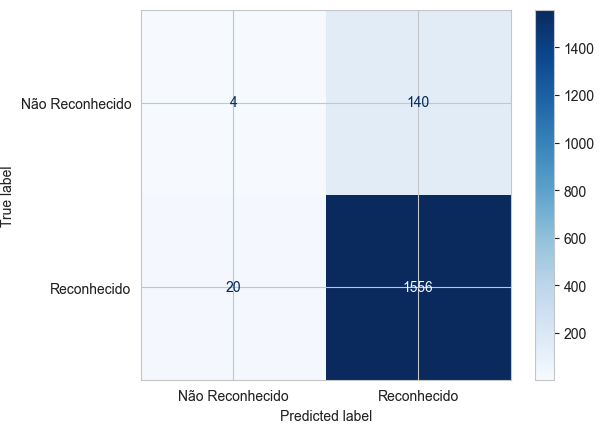 True label
Não Reconhecido
Reconhecido
4
140
20
1556
Não Reconhecido
Reconhecido
Predicted label
1400
1200
1000
800
600
400
200